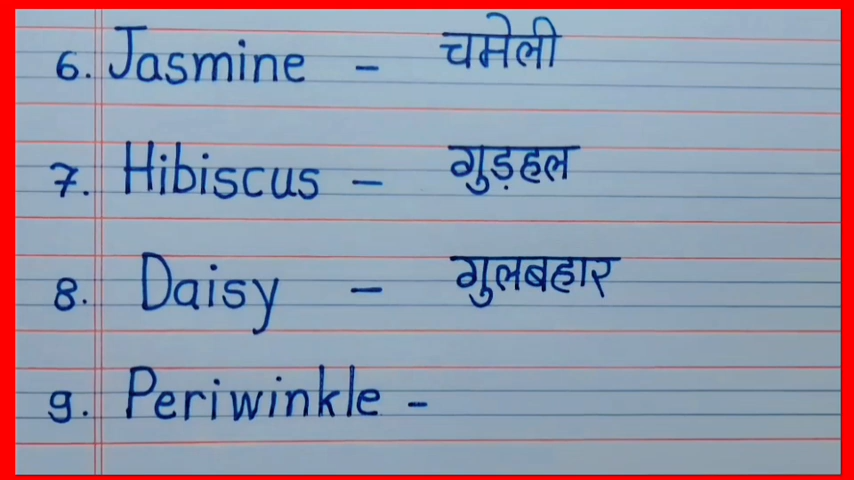 6. Jasmine - चमेली
7. Hibiscus - गुड़हल
8. Daisy - गुलबहार
9. Periwinkle -